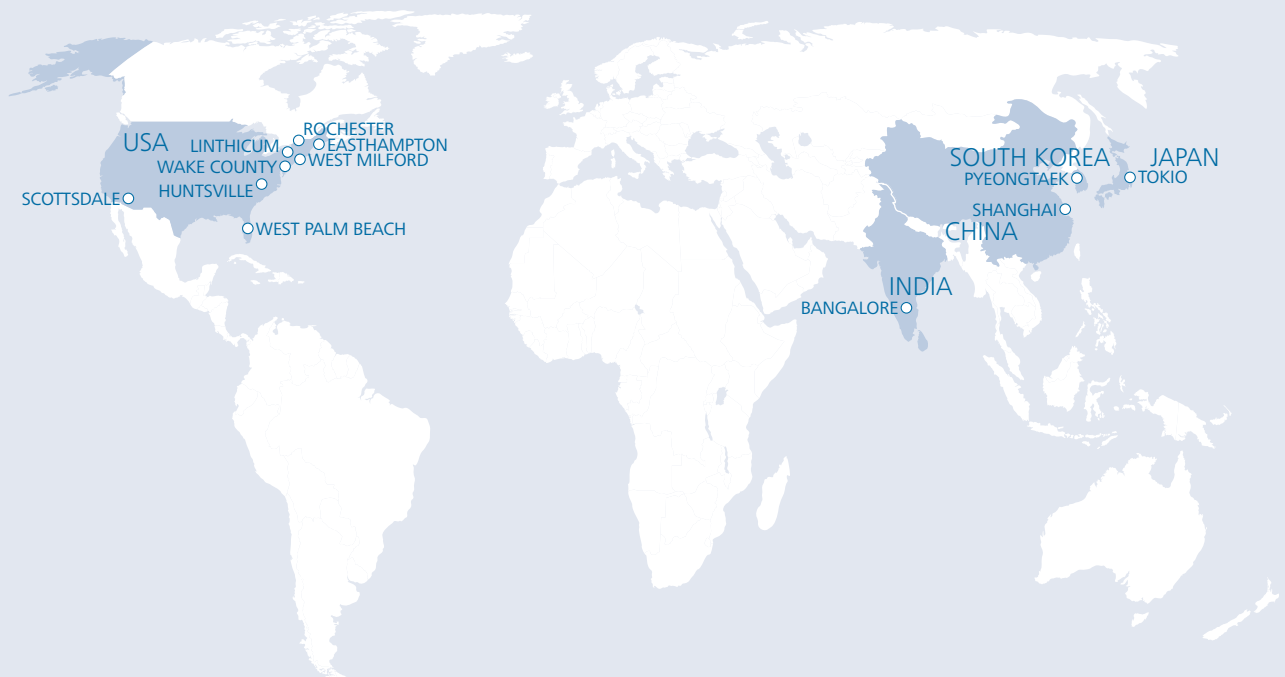 USA
ROCHESTER
LINTHICUM
EASTHAMPTON
WAKE COUNTY
WEST MILFORD
HUNTSVILLE
SCOTTSDALE
WEST PALM BEACH
SOUTH KOREA
JAPAN
PYEONGTAEK
TOKIO
SHANGHAI
CHINA
INDIA
BANGALORE